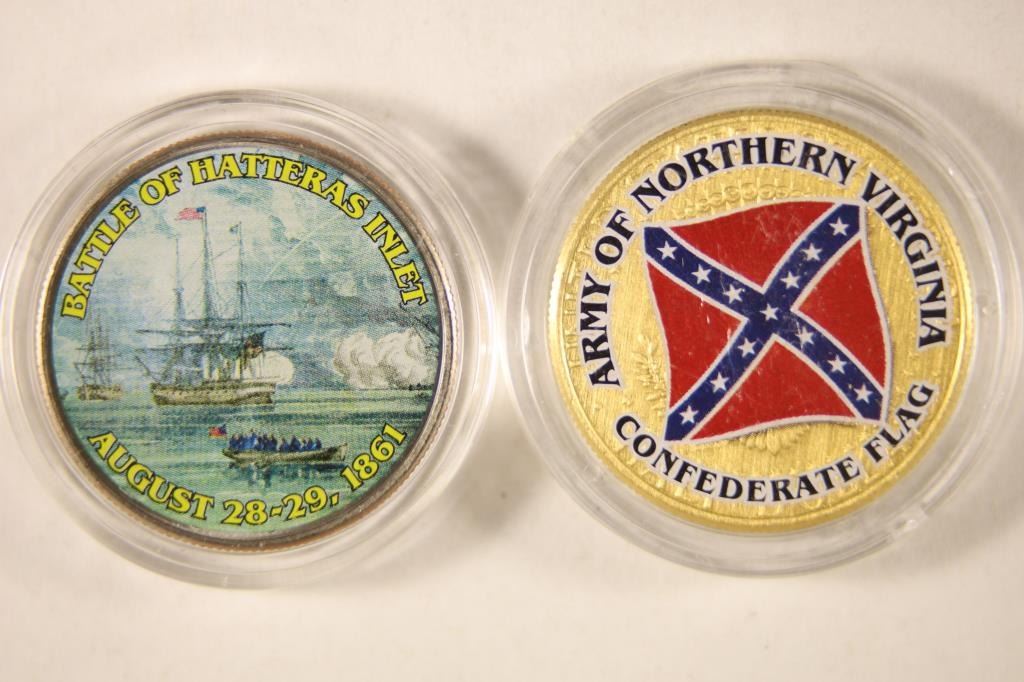 BATTLE OF HATTERAS INLET
AUGUST 28-29, 1861
ARMY OF NORTHERN VIRGINIA
CONFEDERATE FLAG